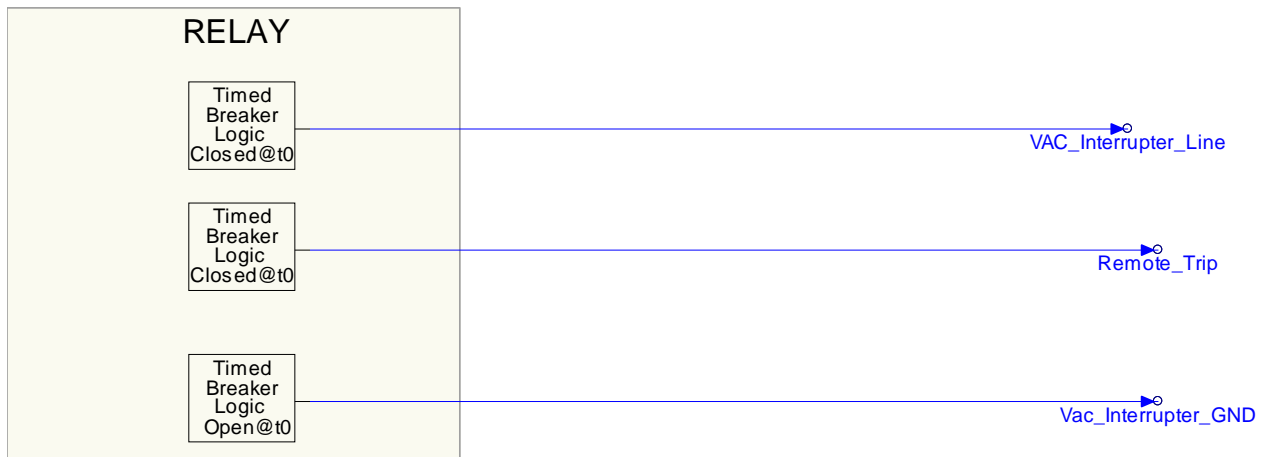 RELAY
Timed
Breaker
Logic
Closed@t0
VAC_Interrupter_Line
Timed
Breaker
Logic
Closed@t0
Remote_Trip
Timed
Breaker
Logic
Open@t0
Vac_Interrupter_GND